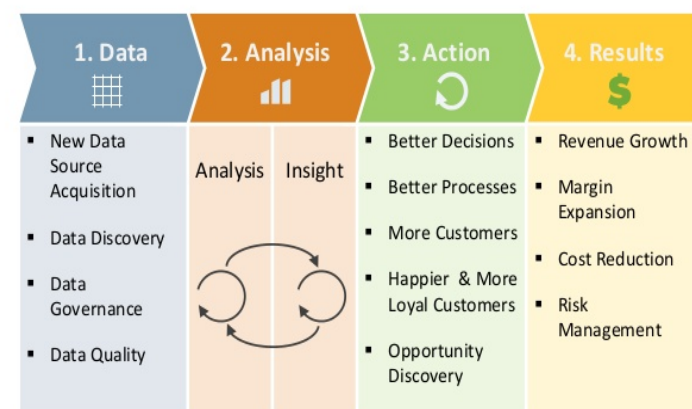 1. Data
2. Analysis
3. Action
4. Results
$
▪ New Data
Source
Acquisition
▪ Data Discovery
▪ Data
Governance
▪ Data Quality
Analysis
Insight
▪ Better Decisions
▪ Better Processes
▪ More Customers
▪ Happier & More
Loyal Customers
▪ Opportunity
Discovery
▪ Revenue Growth
▪ Margin
Expansion
▪ Cost Reduction
▪ Risk
Management